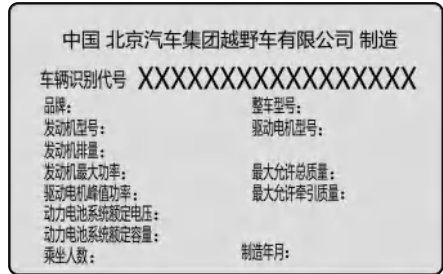 中国 北京汽车集团越野车有限公司 制造
车辆识别代号 XXXXXXXXXXXXXXXXX
品牌： 整车型号：
发动机型号： 驱动电机型号：
发动机排量：
发动机最大功率： 最大允许总质量：
驱动电机峰值功率： 最大允许牵引质量：
动力电池系统额定电压：
动力电池系统额定容量：
乘坐人数： 制造年月：